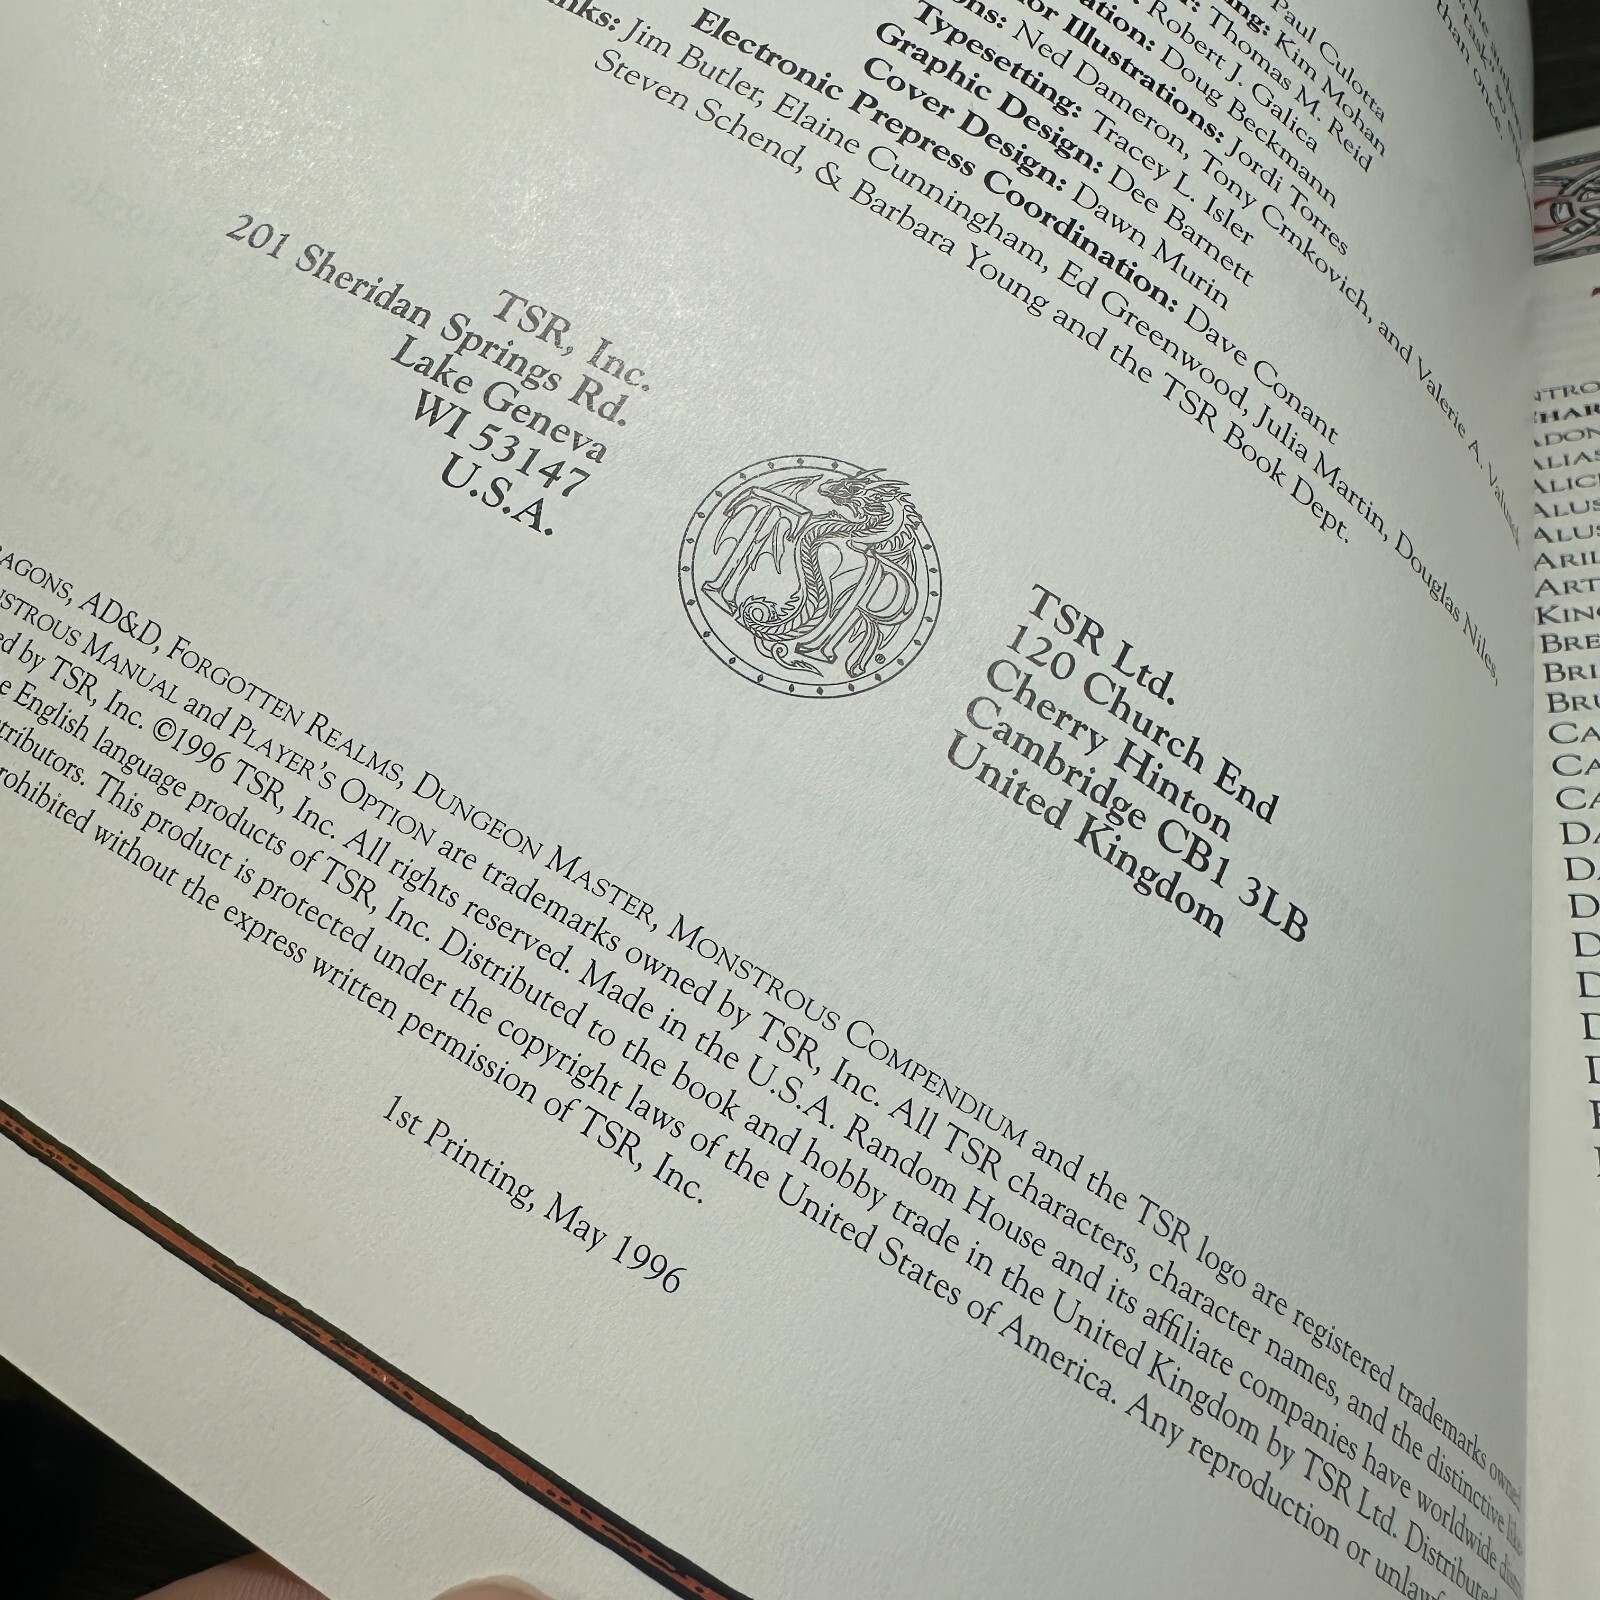 Paul Culotta
Kim Mohan
Thomas M. Reid
Robert J. Galica
Doug Beckmann
Illustrations: Jordi Torres
Ned Dameron, Tony Crnkovich, and Valerie A. Valusek
Typesetting: Tracey L. Isler
Graphic Design: Dee Barnett
Cover Design: Dawn Murin
Electronic Prepress Coordination: Dave Conant
Jim Butler, Elaine Cunningham, Ed Greenwood, Julia Martin, Douglas Niles,
Steven Schend, & Barbara Young and the TSR Book Dept.
TSR, Inc.
201 Sheridan Springs Rd.
Lake Geneva
WI 53147
U.S.A.
TSR
TSR Ltd.
120 Church End
Cherry Hinton
Cambridge CB1 3LB
United Kingdom
AD&D, FORGOTTEN REALMS, DUNGEON MASTER, MONSTROUS COMPENDIUM and the TSR logo are registered trademarks owned
MANUAL and PLAYER'S OPTION are trademarks owned by TSR, Inc. All TSR characters, character names, and the distinctive
by TSR, Inc. ©1996 TSR, Inc. All rights reserved. Made in the U.S.A. Random House and its affiliate companies have worldwide
English language products of TSR, Inc. Distributed to the book and hobby trade in the United Kingdom by TSR Ltd. Distributed
This product is protected under the copyright laws of the United States of America. Any reproduction or
prohibited without the express written permission of TSR, Inc.
1st Printing, May 1996
than once.